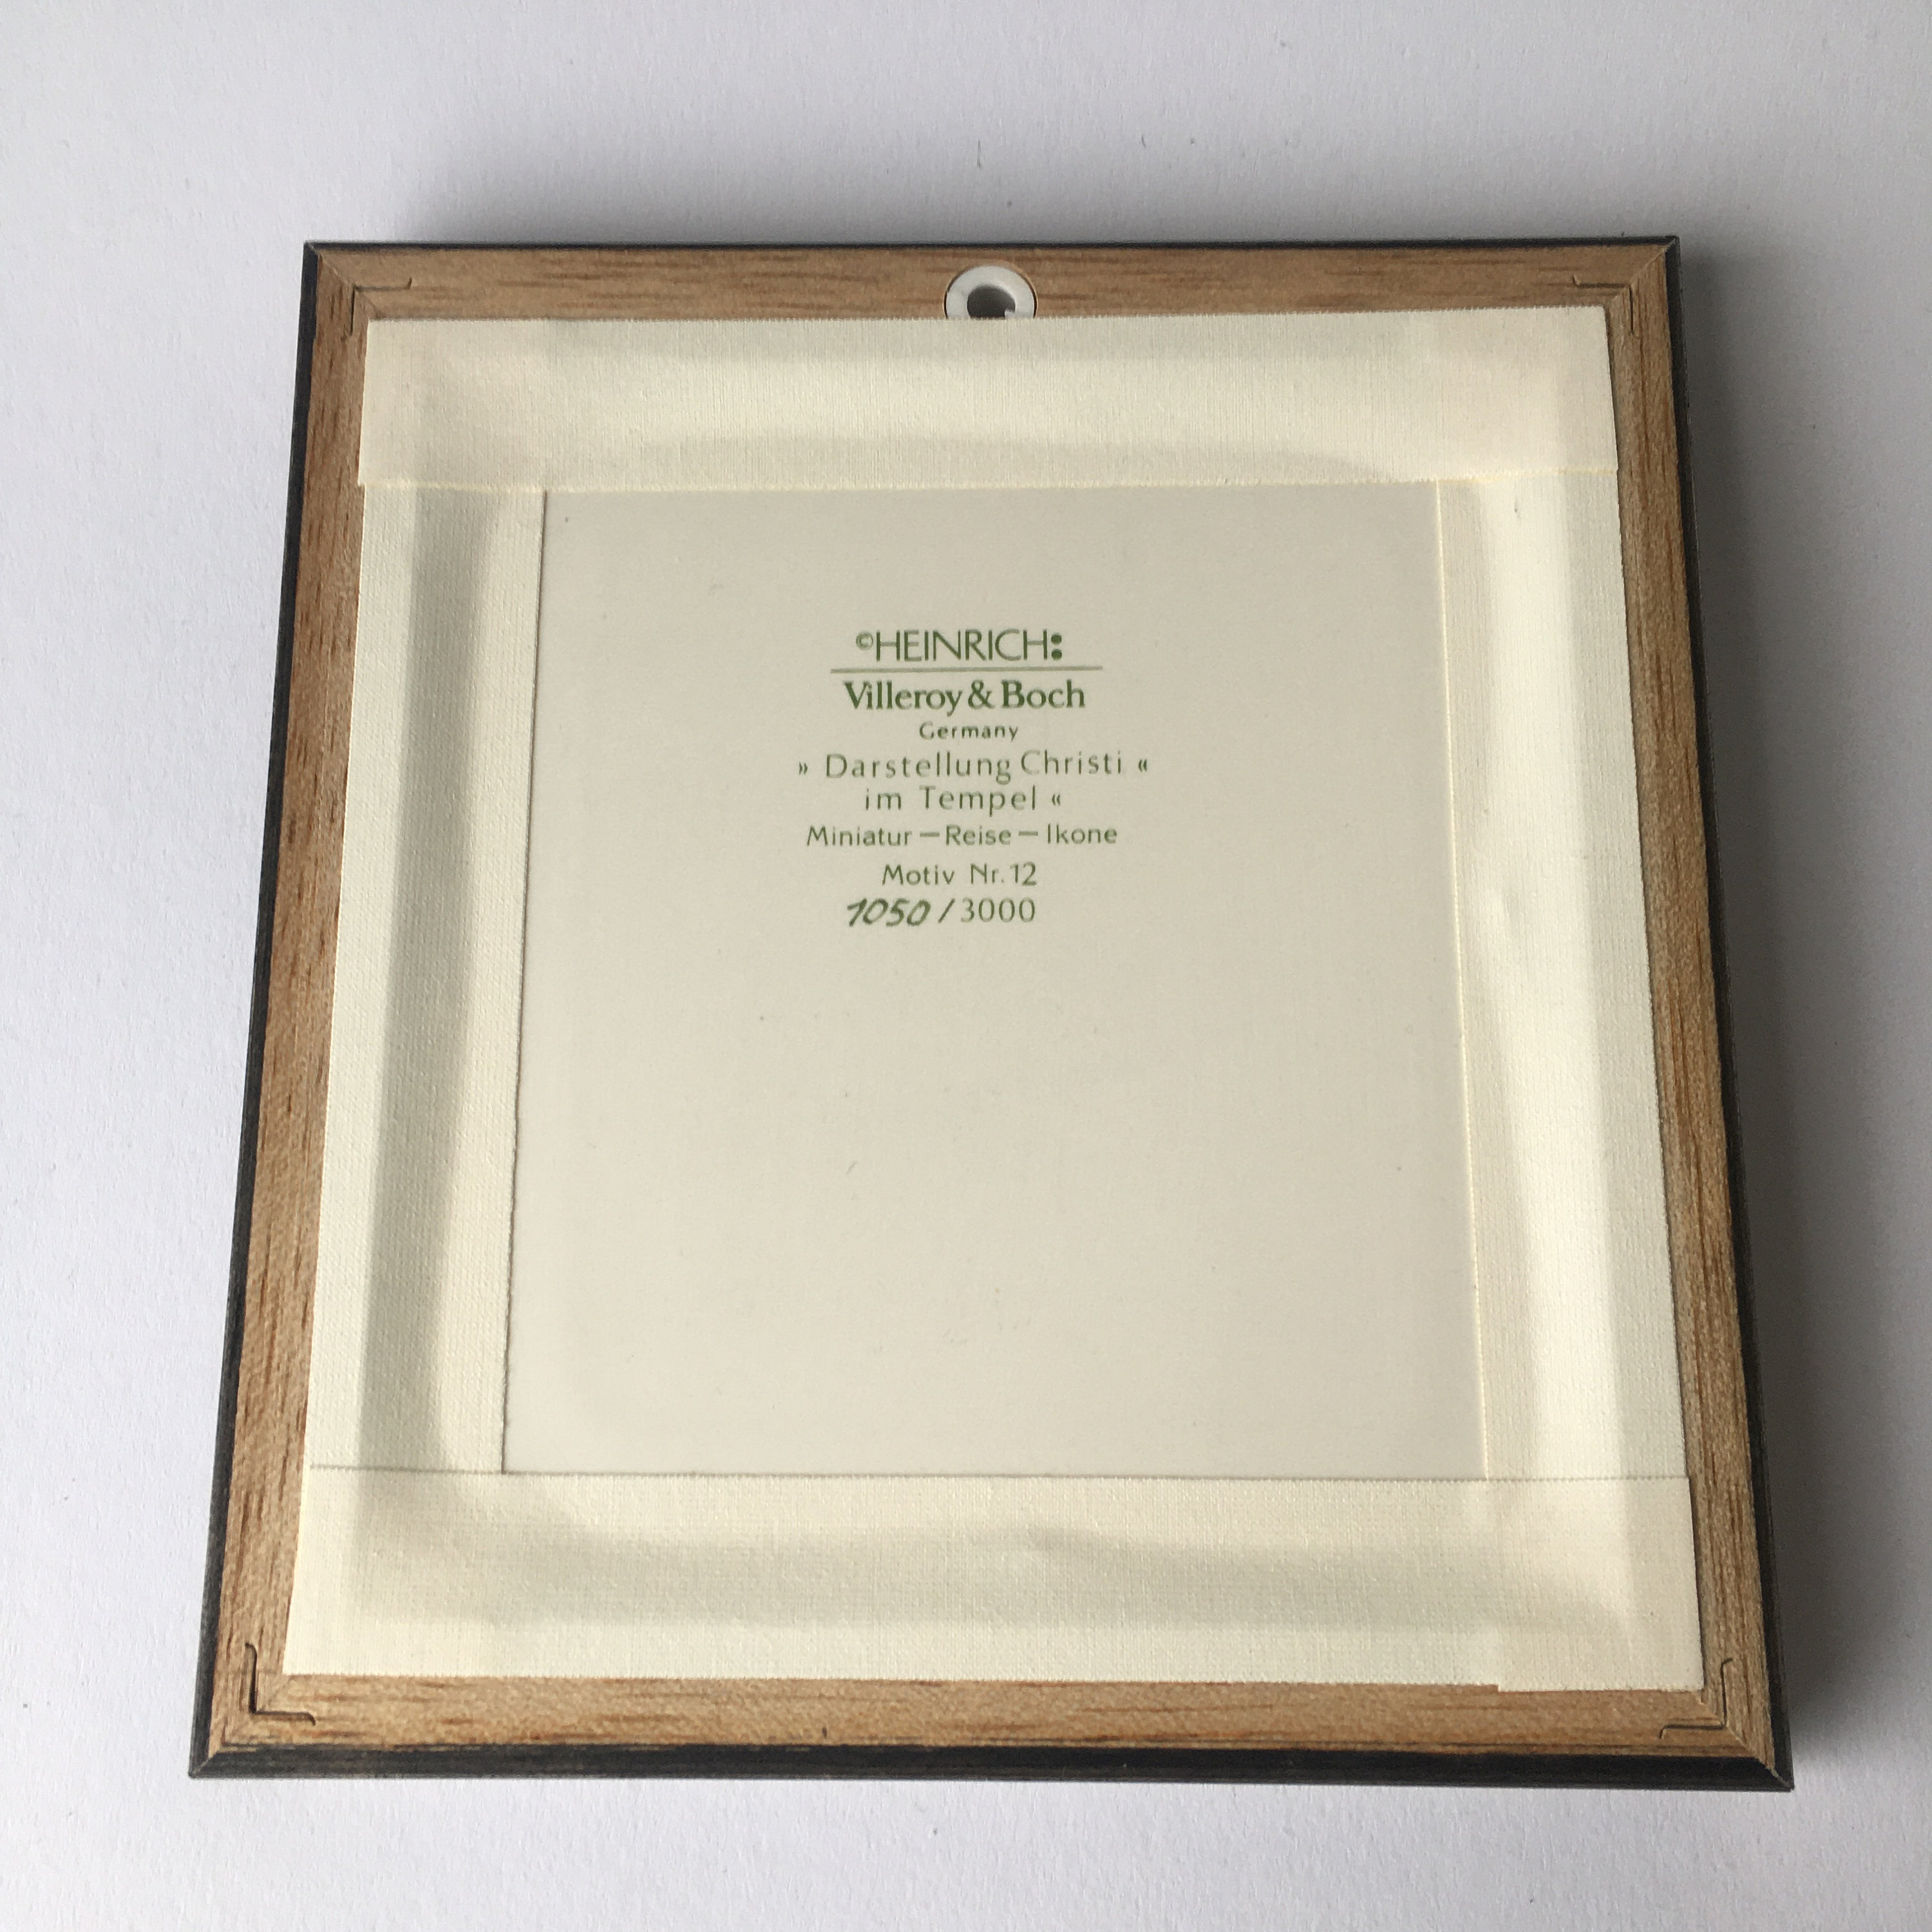 ©HEINRICH:
Villeroy & Boch
Germany
» Darstellung Christi «
im Tempel «
Miniatur – Reise – Ikone
Motiv Nr. 12
1050 / 3000